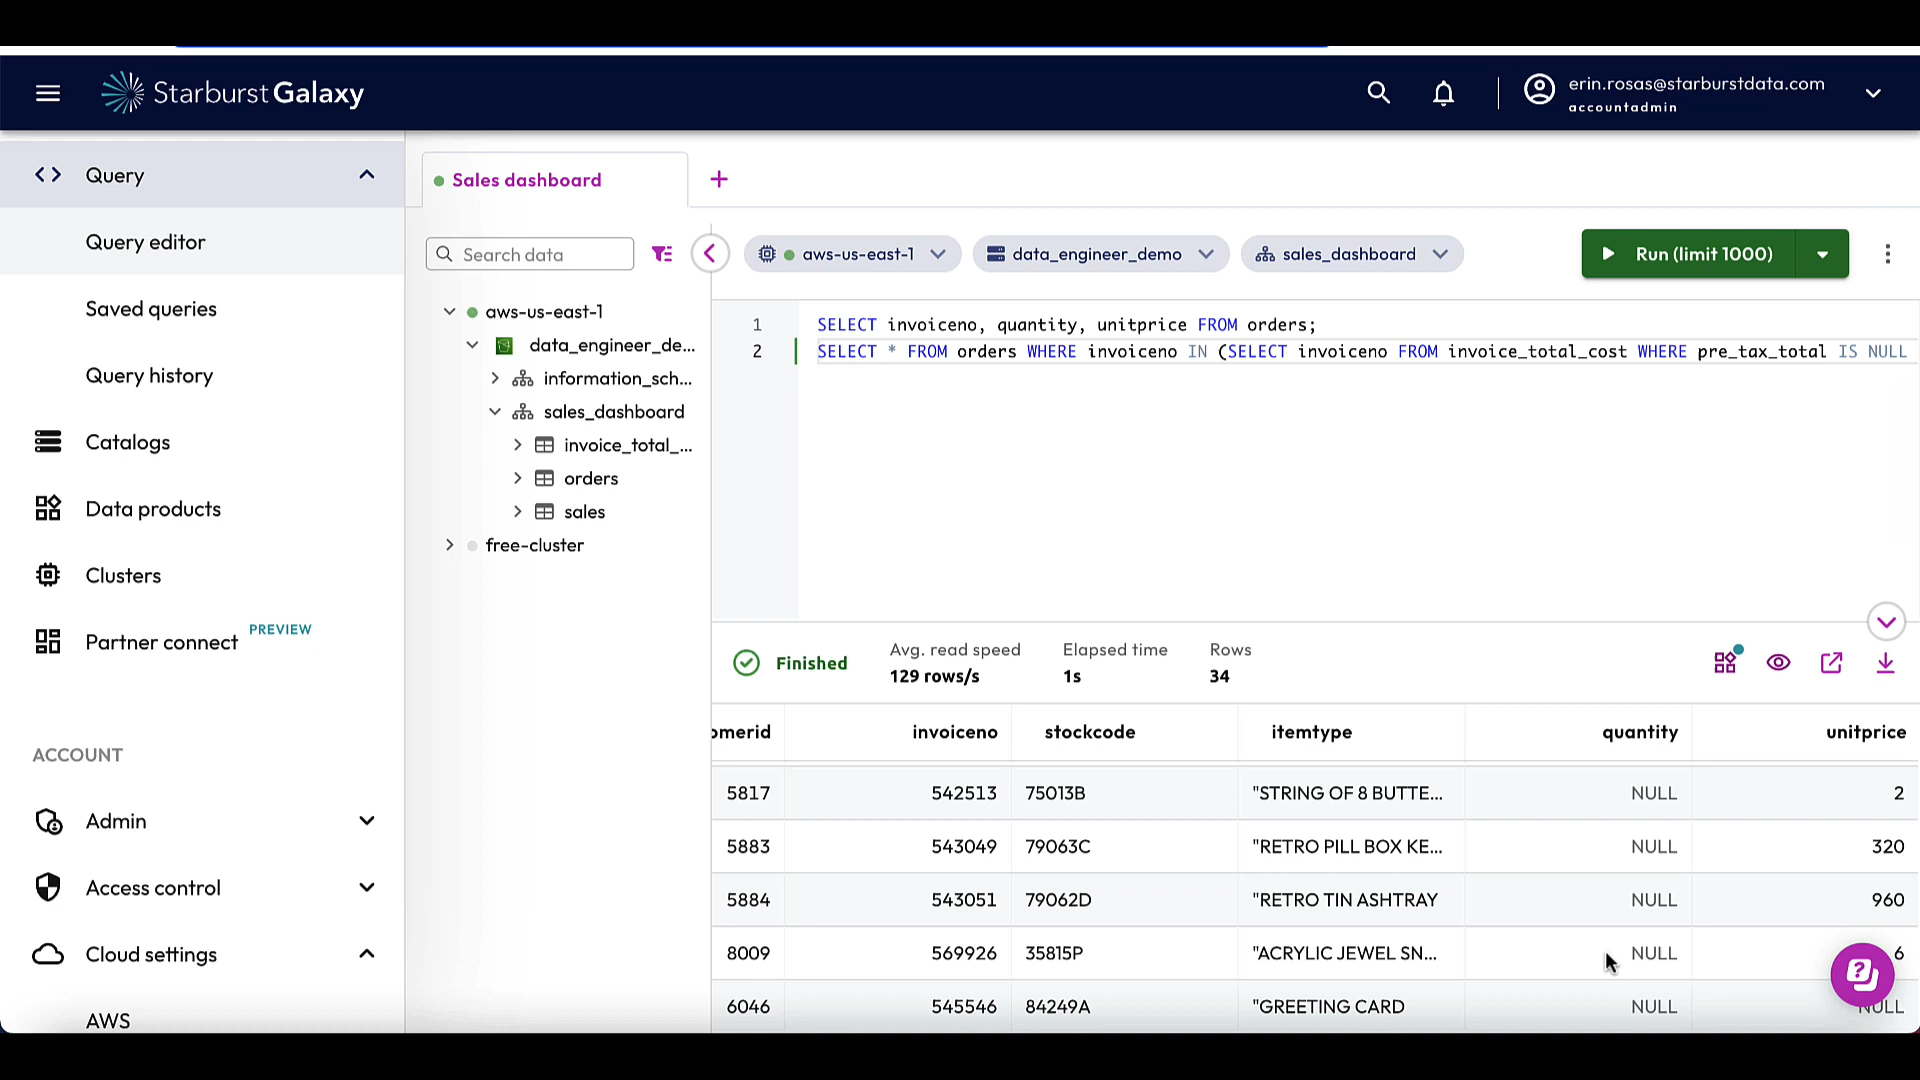 Starburst Galaxy
erin.rosas@starburstdata.com
accountadmin
Query
Query editor
Saved queries
Query history
Catalogs
Data products
Clusters
Partner connect PREVIEW
ACCOUNT
Admin
Access control
Cloud settings
AWS
Sales dashboard
Search data
aws-us-east-1
data_engineer_de...
information_sch...
sales_dashboard
invoice_total_...
orders
sales
free-cluster
aws-us-east-1 data_engineer_demo sales_dashboard Run (limit 1000)
1 SELECT invoiceno, quantity, unitprice FROM orders;
2 SELECT * FROM orders WHERE invoiceno IN (SELECT invoiceno FROM invoice_total_cost WHERE pre_tax_total IS NULL
Finished
Avg. read speed Elapsed time Rows
129 rows/s 1s 34
omerid invoiceno stockcode itemtype quantity unitprice
5817 542513 75013B "STRING OF 8 BUTTE... NULL 2
5883 543049 79063C "RETRO PILL BOX KE... NULL 320
5884 543051 79062D "RETRO TIN ASHTRAY NULL 960
8009 569926 35815P "ACRYLIC JEWEL SN... NULL 6
6046 545546 84249A "GREETING CARD NULL NULL